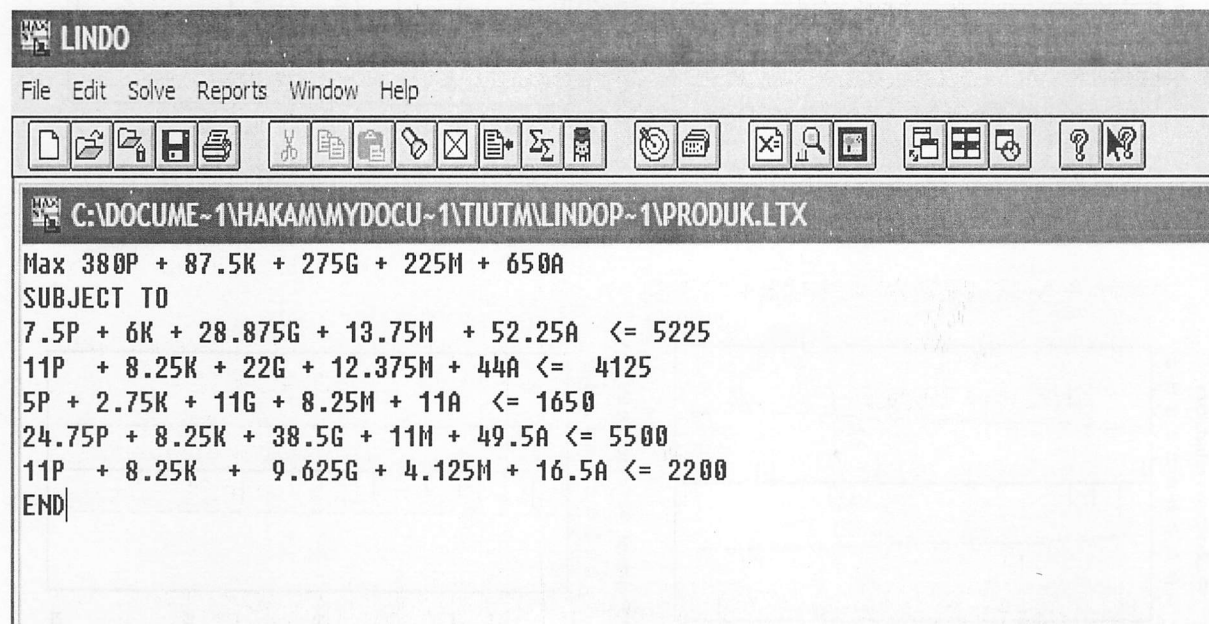 LINDO
File Edit Solve Reports Window Help
C:\DOCUME~1\HAKAM\MYDOCU~1\TIUTM\LINDOP~1\PRODUK.LTX
Max 380P + 87.5K + 275G + 225M + 650A
SUBJECT TO
7.5P + 6K + 28.875G + 13.75M + 52.25A <= 5225
11P + 8.25K + 22G + 12.375M + 44A <= 4125
5P + 2.75K + 11G + 8.25M + 11A <= 1650
24.75P + 8.25K + 38.5G + 11M + 49.5A <= 5500
11P + 8.25K + 9.625G + 4.125M + 16.5A <= 2200
END